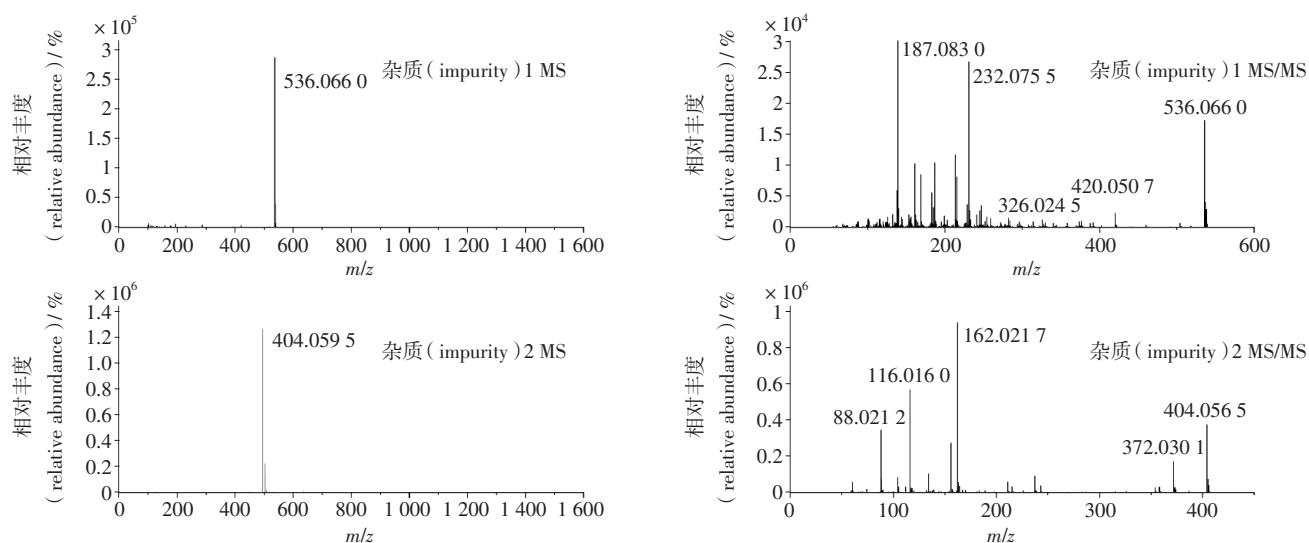 × 10⁵
相对丰度
( relative abundance ) / %
3
2.5
2
1.5
1
0.5
0
536.066 0
杂质 ( impurity ) 1 MS
0 200 400 600 800 1 000 1 200 1 400 1 600
m/z
× 10⁴
相对丰度
( relative abundance ) / %
3
2.5
2
1.5
1
0.5
0
187.083 0
杂质 ( impurity ) 1 MS/MS
232.075 5
536.066 0
420.050 7
326.024 5
0 200 400 600
m/z
× 10⁶
相对丰度
( relative abundance ) / %
1.4
1.2
1.0
0.8
0.6
0.4
0.2
0
404.059 5
杂质 ( impurity ) 2 MS
0 200 400 600 800 1 000 1 200 1 400 1 600
m/z
× 10⁶
相对丰度
( relative abundance ) / %
1
0.8
0.6
0.4
0.2
0
162.021 7
杂质 ( impurity ) 2 MS/MS
116.016 0
88.021 2
404.056 5
372.030 1
0 100 200 300 400
m/z